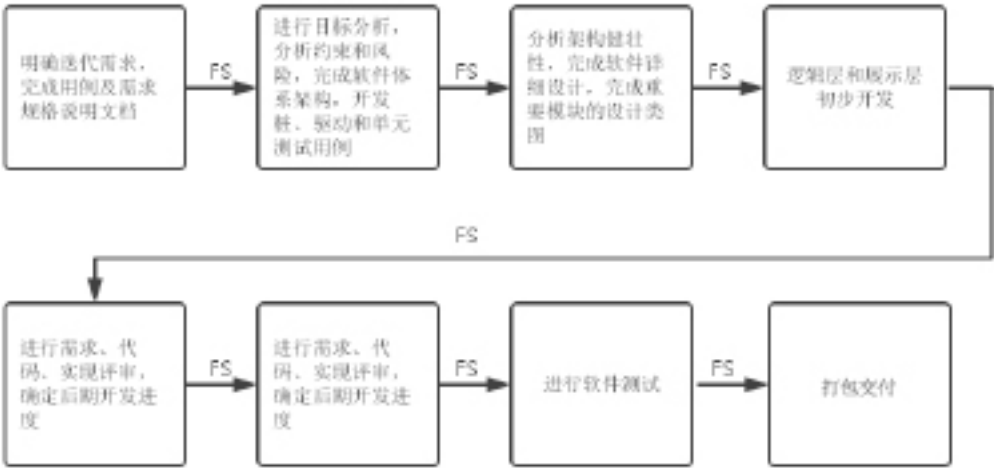 明确迭代需求，
完成用例及需求
规格说明文档
FS
进行目标分析，
分析约束和风
险，完成软件体
系架构，开发
桩、驱动和单元
测试用例
FS
分析架构健壮
性，完成软件详
细设计，完成重
要模块的设计类
图
FS
逻辑层和展示层
初步开发
FS
进行需求、代
码、实现评审，
确定后期开发进
度
FS
进行需求、代
码、实现评审，
确定后期开发进
度
FS
进行软件测试
FS
打包交付